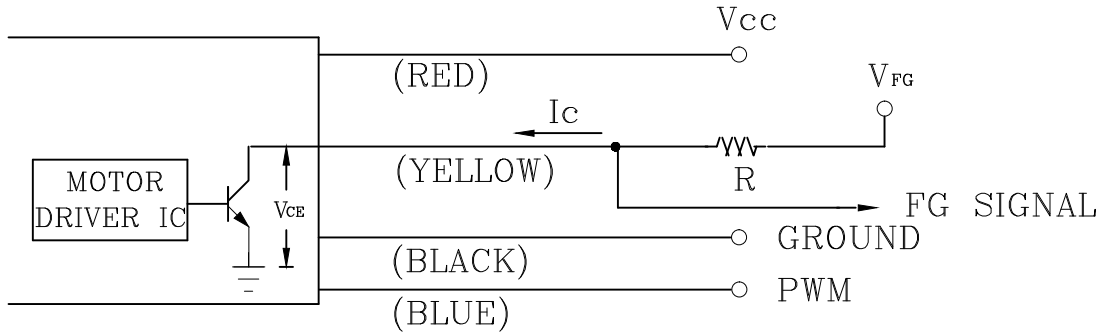 Vcc
(RED)
VFG
Ic
(YELLOW)
R
MOTOR
DRIVER IC
VCE
FG SIGNAL
GROUND
(BLACK)
PWM
(BLUE)